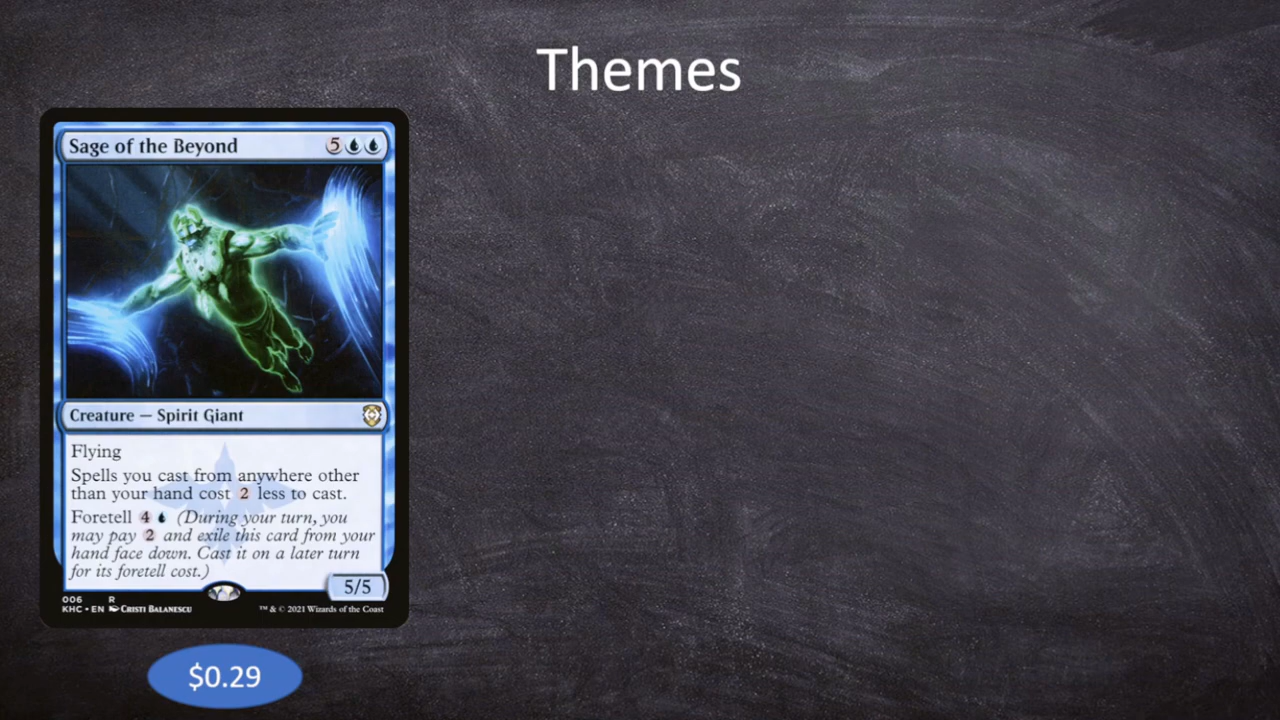 Themes
Sage of the Beyond 5
Creature — Spirit Giant
Flying
Spells you cast from anywhere other
than your hand cost 2 less to cast.
Foretell 4 (During your turn, you
may pay 2 and exile this card from your
hand face down. Cast it on a later turn
for its foretell cost.)
5/5
006 R
KHC • EN CRISTI BALANESCU
™ & © 2021 Wizards of the Coast
$0.29